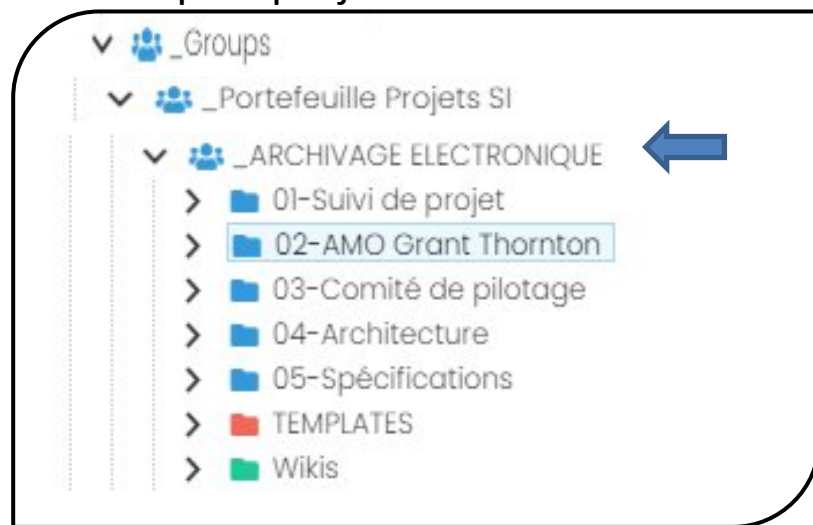 _Groups
_Portefeuille Projets SI
_ARCHIVAGE ELECTRONIQUE
01-Suivi de projet
02-AMO Grant Thornton
03-Comité de pilotage
04-Architecture
05-Spécifications
TEMPLATES
Wikis